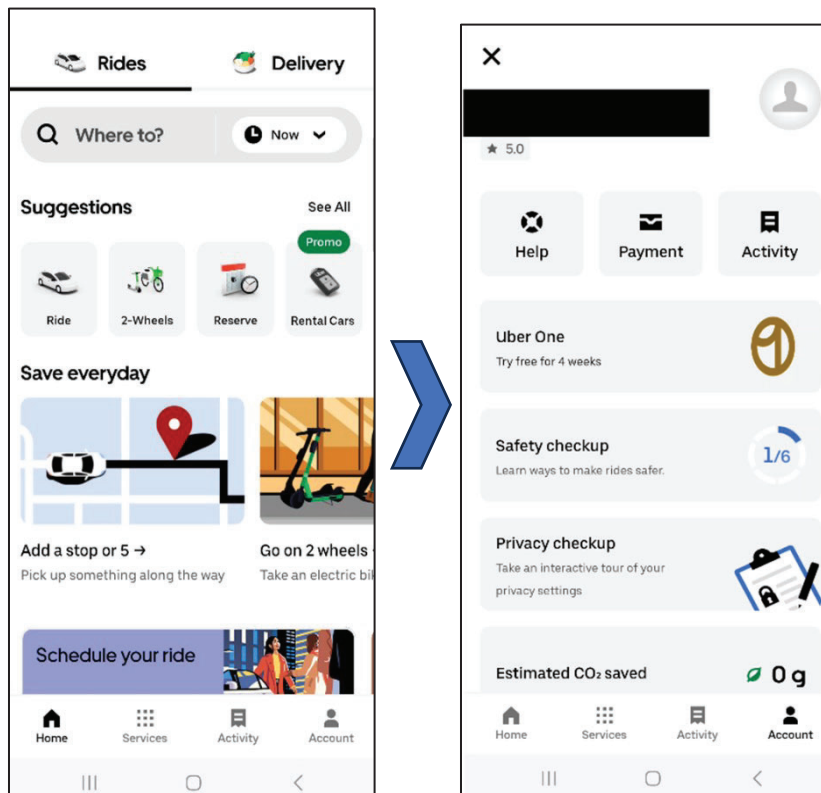 Rides Delivery
Where to? Now
Suggestions See All
Promo
Ride 2-Wheels Reserve Rental Cars
Save everyday
Add a stop or 5 → Go on 2 wheels
Pick up something along the way Take an electric bi
Schedule your ride
Home Services Activity Account
5.0
Help Payment Activity
Uber One
Try free for 4 weeks
Safety checkup
Learn ways to make rides safer.
1/6
Privacy checkup
Take an interactive tour of your
privacy settings
Estimated CO₂ saved 0 g
Home Services Activity Account